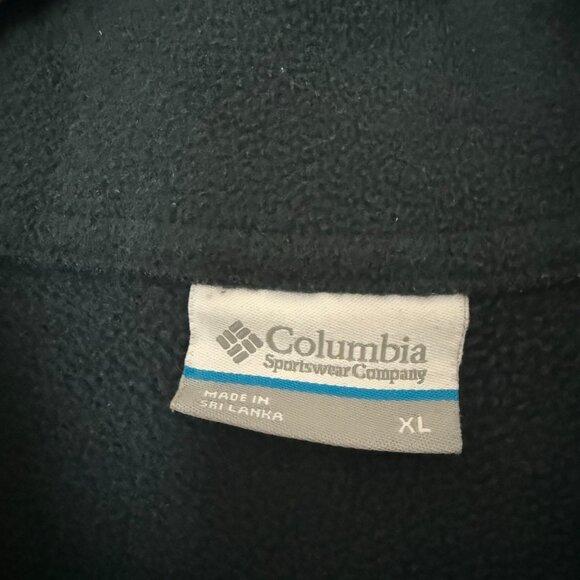 Columbia
Sportswear Company
MADE IN
SRI LANKA
XL